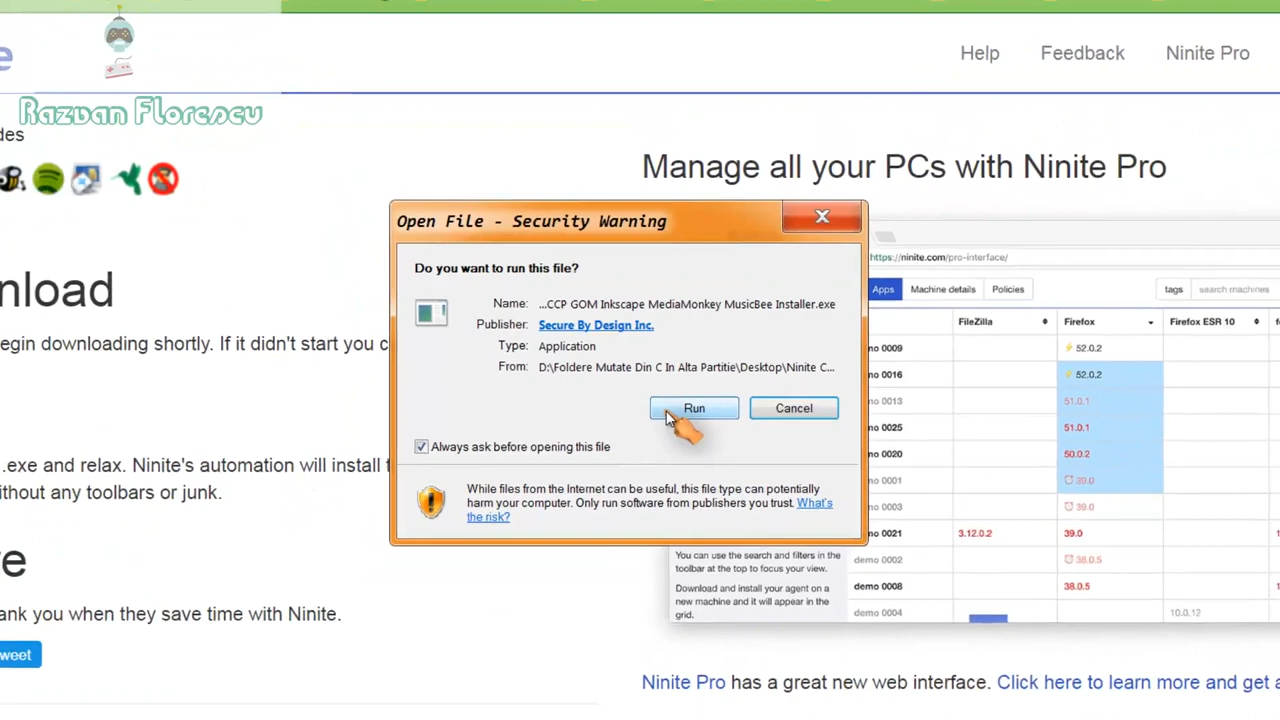 Help Feedback Ninite Pro
Razvan Florescu
des
Manage all your PCs with Ninite Pro
Open File - Security Warning
Do you want to run this file?
Name: ...CCP GOM Inkscape MediaMonkey MusicBee Installer.exe
Publisher: Secure By Design Inc.
Type: Application
From: D:\Foldere Mutate Din C In Alta Partitie\Desktop\Ninite C...
Run Cancel
Always ask before opening this file
While files from the Internet can be useful, this file type can potentially
harm your computer. Only run software from publishers you trust. What's
the risk?
nload
egin downloading shortly. If it didn't start you c
.exe and relax. Ninite's automation will install t
ithout any toolbars or junk.
e
ank you when they save time with Ninite.
weet
https://ninite.com/pro-interface/
Apps Machine details Policies tags search machines
FileZilla Firefox Firefox ESR 10
mo 0009 52.0.2
mo 0016 52.0.2
mo 0013 51.0.1
mo 0025 51.0.1
mo 0020 50.0.2
mo 0001 39.0
mo 0003 39.0
mo 0021 3.12.0.2 39.0
demo 0002 38.0.5
demo 0008 38.0.5
demo 0004 10.0.12
You can use the search and filters in the
toolbar at the top to focus your view.
Download and install your agent on a
new machine and it will appear in the
grid.
Ninite Pro has a great new web interface. Click here to learn more and get a